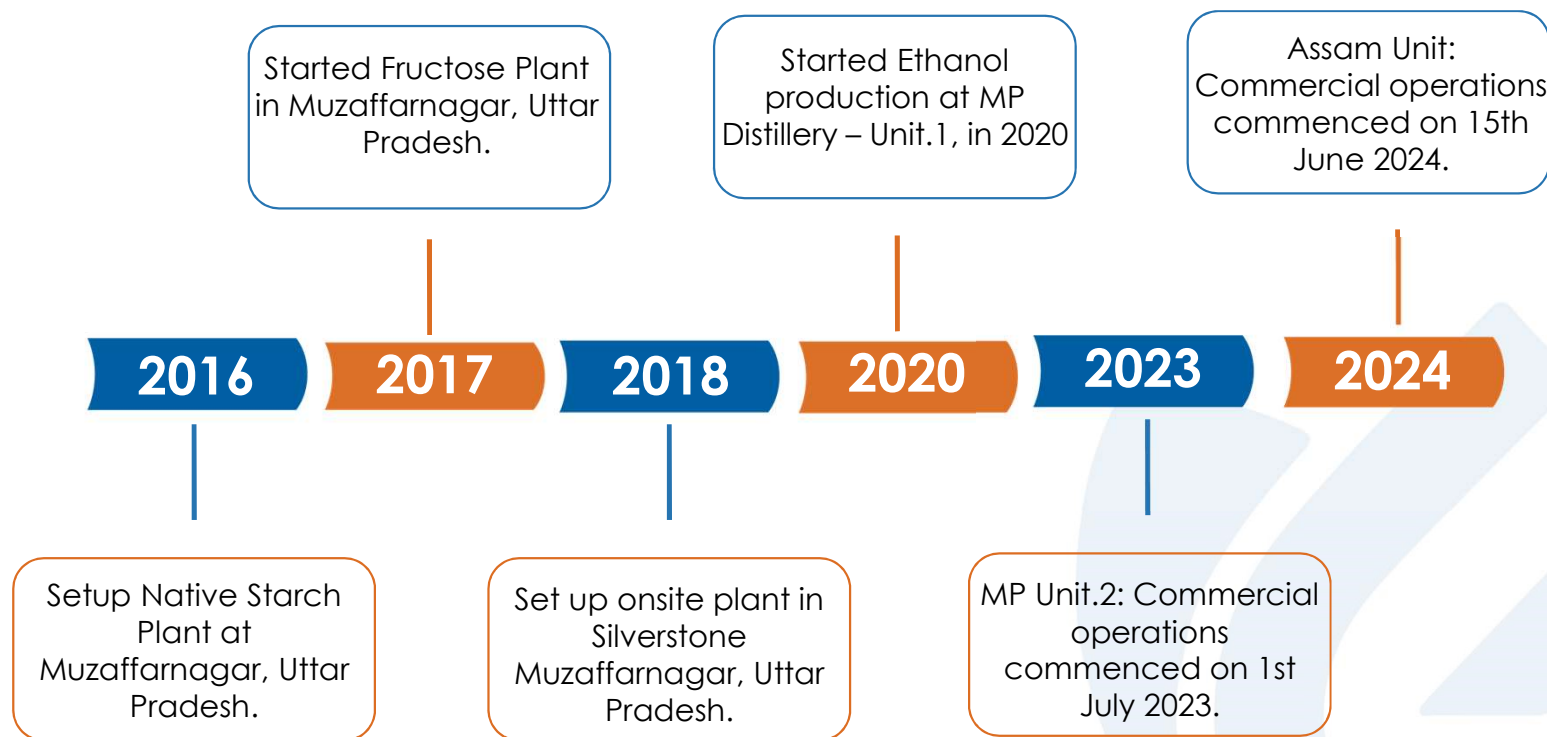 Started Fructose Plant
in Muzaffarnagar, Uttar
Pradesh.
Started Ethanol
production at MP
Distillery – Unit.1, in 2020
Assam Unit:
Commercial operations
commenced on 15th
June 2024.
2016
2017
2018
2020
2023
2024
Setup Native Starch
Plant at
Muzaffarnagar, Uttar
Pradesh.
Set up onsite plant in
Silverstone
Muzaffarnagar, Uttar
Pradesh.
MP Unit.2: Commercial
operations
commenced on 1st
July 2023.